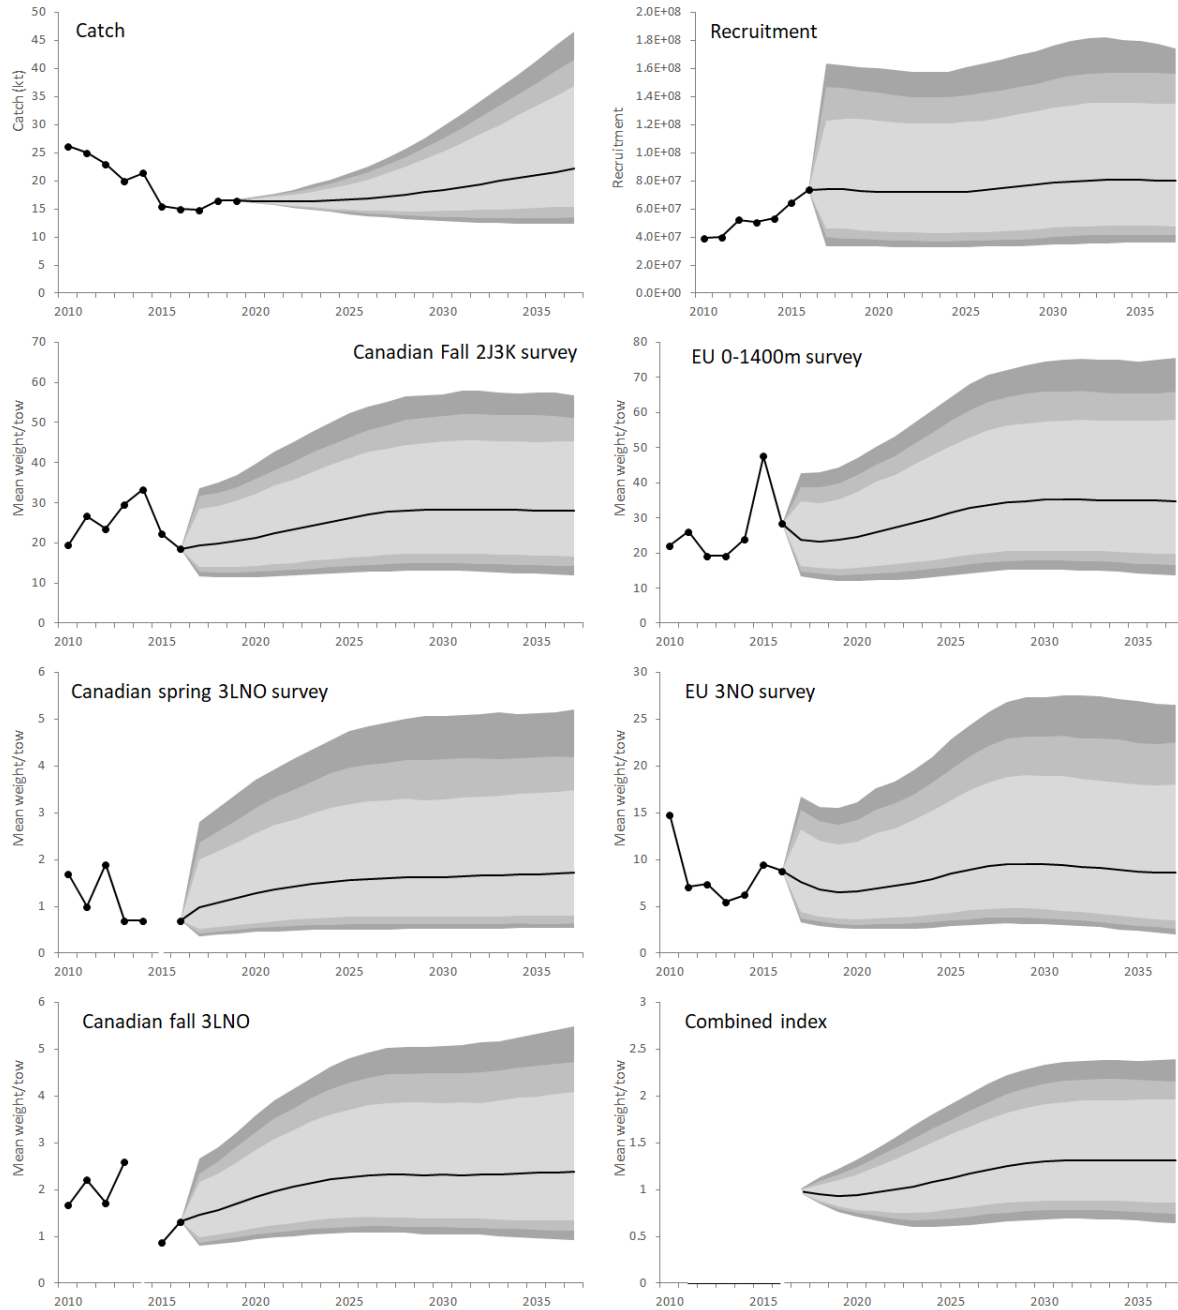 Catch
Catch (kt)
50
45
40
35
30
25
20
15
10
5
0
2010 2015 2020 2025 2030 2035
Recruitment
Recruitment
2.0E+08
1.8E+08
1.6E+08
1.4E+08
1.2E+08
1.0E+08
8.0E+07
6.0E+07
4.0E+07
2.0E+07
0.0E+00
2010 2015 2020 2025 2030 2035
Canadian Fall 2J3K survey
Mean weight/tow
70
60
50
40
30
20
10
0
2010 2015 2020 2025 2030 2035
EU 0-1400m survey
Mean weight/tow
80
70
60
50
40
30
20
10
0
2010 2015 2020 2025 2030 2035
Canadian spring 3LNO survey
Mean weight/tow
6
5
4
3
2
1
0
2010 2015 2020 2025 2030 2035
EU 3NO survey
Mean weight/tow
30
25
20
15
10
5
0
2010 2015 2020 2025 2030 2035
Canadian fall 3LNO
Mean weight/tow
6
5
4
3
2
1
0
2010 2015 2020 2025 2030 2035
Combined index
Mean weight/tow
3
2.5
2
1.5
1
0.5
0
2010 2015 2020 2025 2030 2035